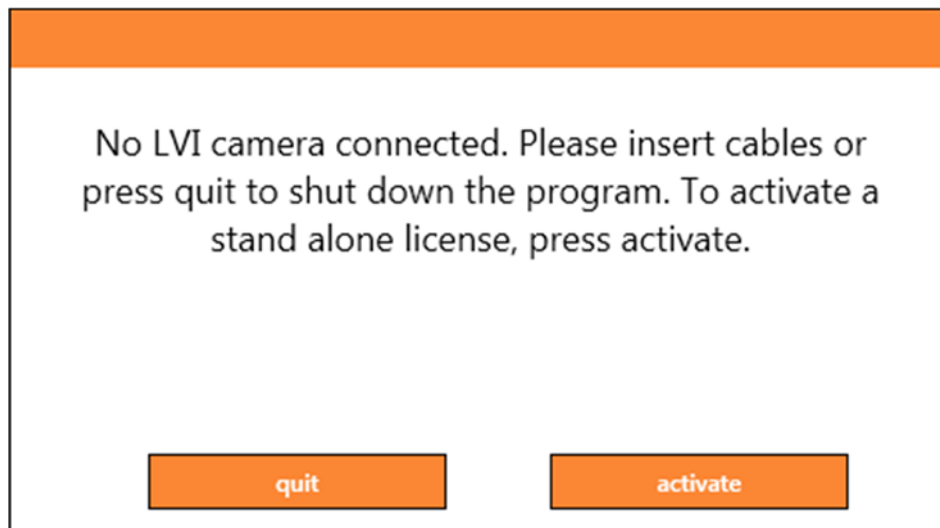 No LVI camera connected. Please insert cables or
press quit to shut down the program. To activate a
stand alone license, press activate.
quit
activate